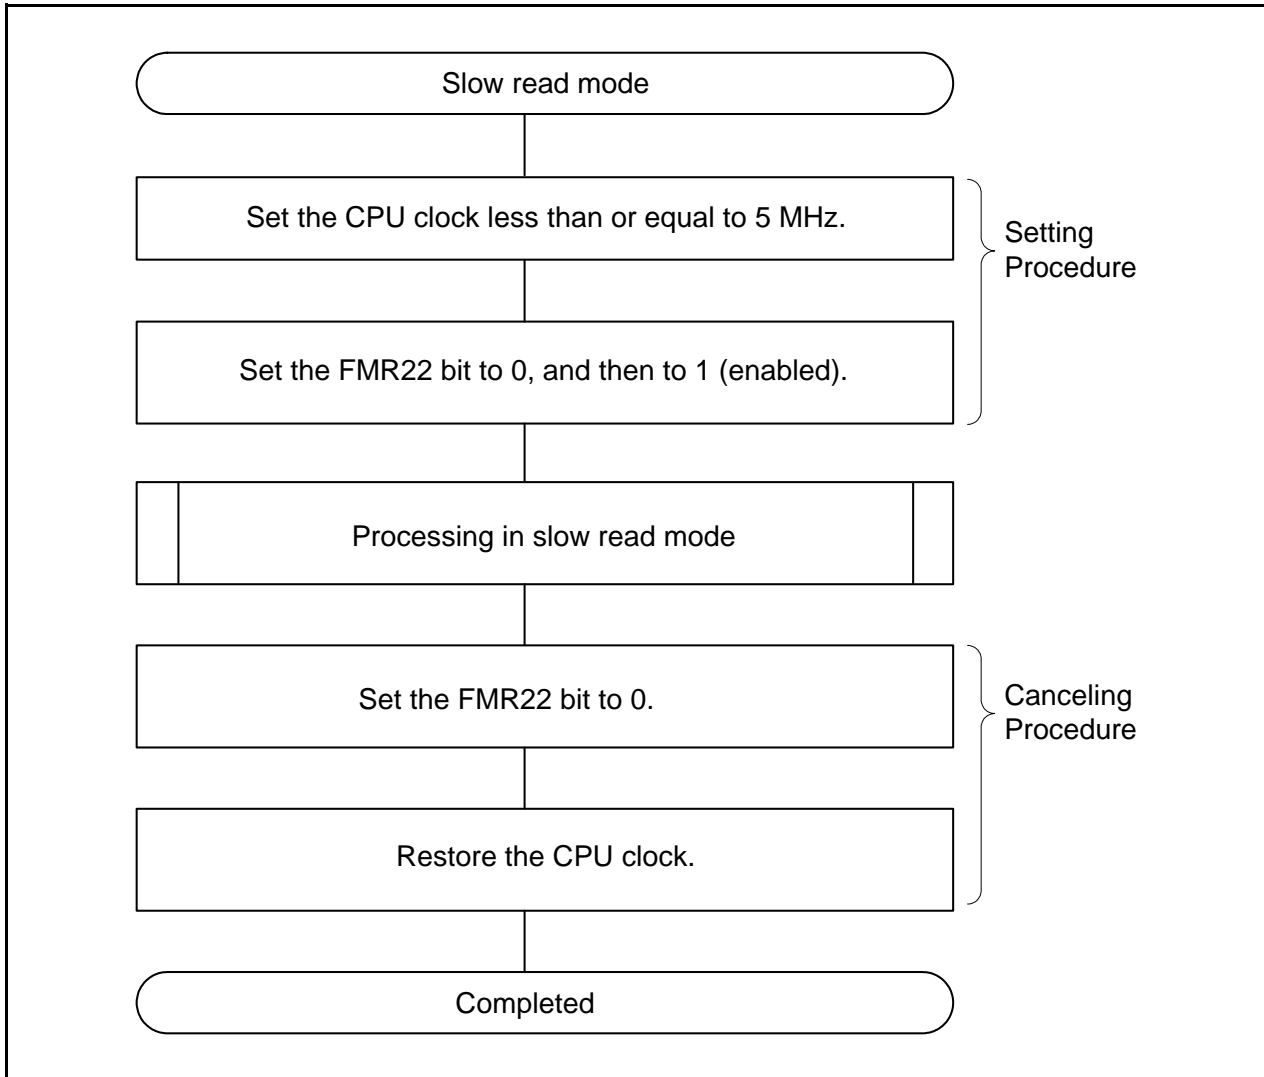 Slow read mode
Set the CPU clock less than or equal to 5 MHz.
Setting
Procedure
Set the FMR22 bit to 0, and then to 1 (enabled).
Processing in slow read mode
Set the FMR22 bit to 0.
Canceling
Procedure
Restore the CPU clock.
Completed